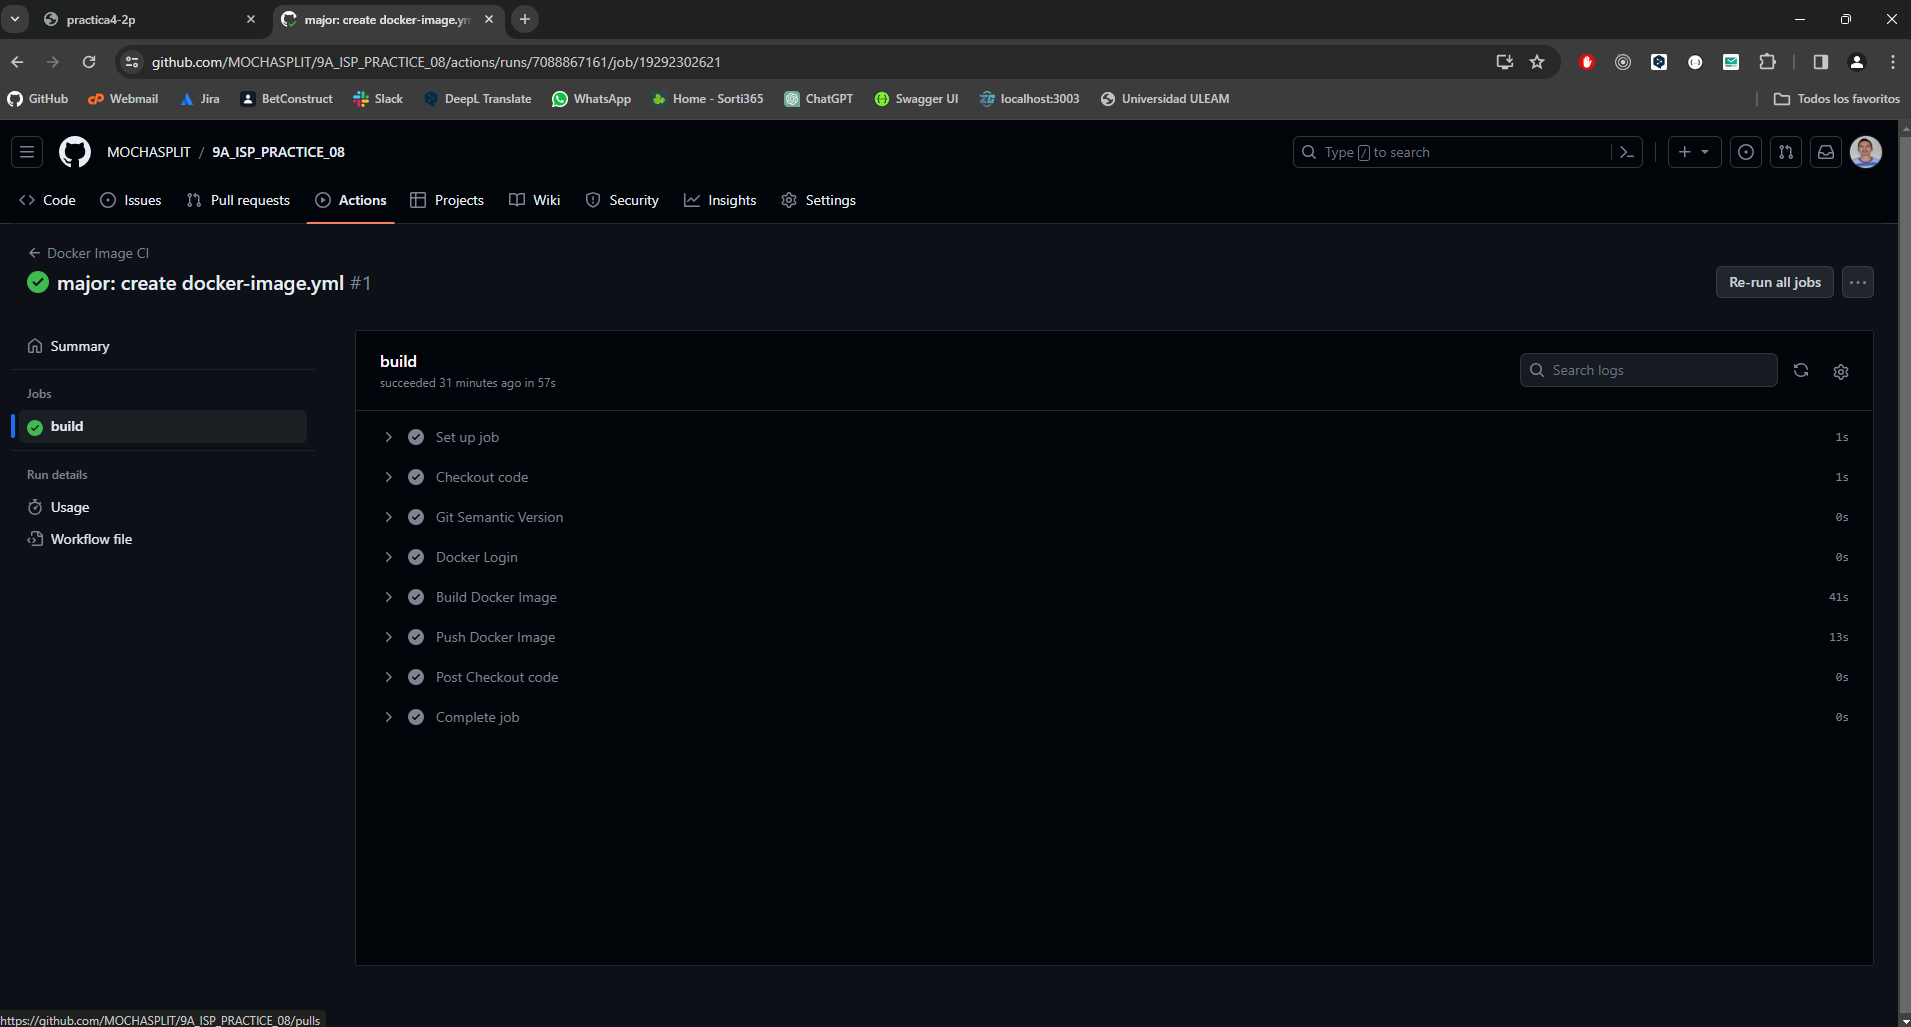 practica4-2p
major: create docker-image.ym
github.com/MOCHASPLIT/9A_ISP_PRACTICE_08/actions/runs/7088867161/job/19292302621
GitHub Webmail Jira BetConstruct Slack DeepL Translate WhatsApp Home - Sorti365 ChatGPT Swagger UI localhost:3003 Universidad ULEAM Todos los favoritos
MOCHASPLIT / 9A_ISP_PRACTICE_08 Type / to search
Code Issues Pull requests Actions Projects Wiki Security Insights Settings
Docker Image CI
major: create docker-image.yml #1
Re-run all jobs
Summary
Jobs
build
Run details
Usage
Workflow file
build
succeeded 31 minutes ago in 57s
Search logs
Set up job 1s
Checkout code 1s
Git Semantic Version 0s
Docker Login 0s
Build Docker Image 41s
Push Docker Image 13s
Post Checkout code 0s
Complete job 0s
https://github.com/MOCHASPLIT/9A_ISP_PRACTICE_08/pulls